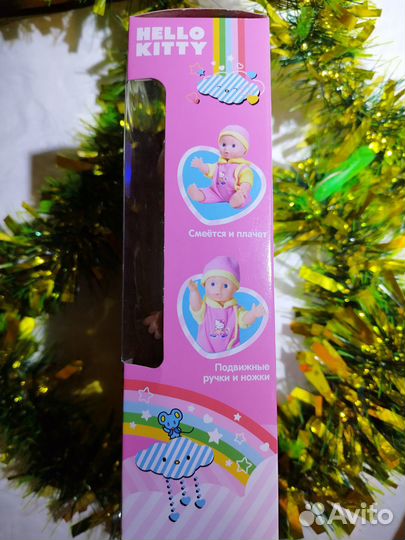 HELLO
KITTY
Смеётся и плачет
Подвижные
ручки и ножки
Avito